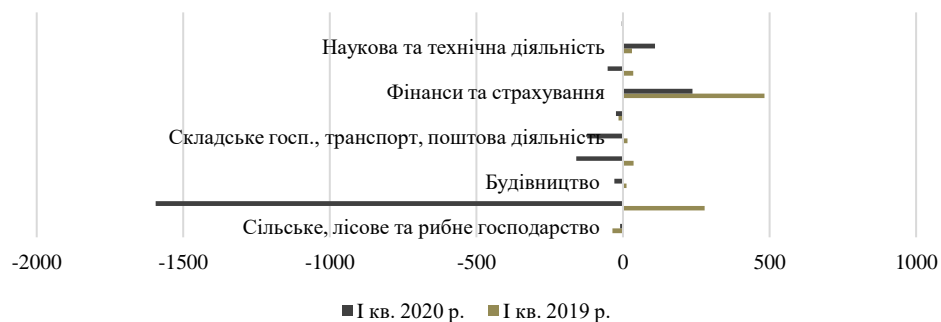 Наукова та технічна діяльність
Фінанси та страхування
Складське госп., транспорт, поштова діяльність
Будівництво
Сільське, лісове та рибне господарство
-2000 -1500 -1000 -500 0 500 1000
І кв. 2020 р. І кв. 2019 р.